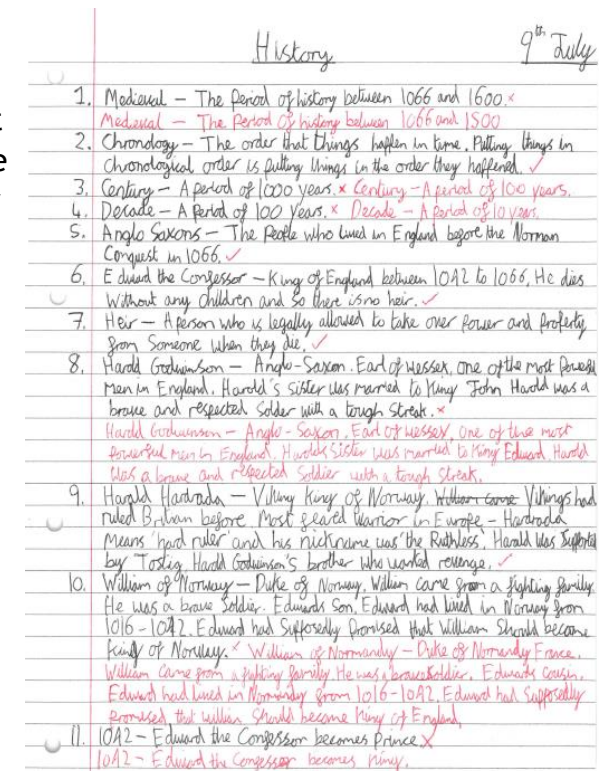 History
9th July
1. Medieval – The Period of history between 1066 and 1600. ×
Medieval – The Period of history between 1066 and 1500
2. Chronology – The order that things happen in time. Putting things in
chronological order is putting things in the order they happened. ✓
3. Century – A period of 1000 years. × Century – A period of 100 years.
4. Decade – A period of 100 years. × Decade – A period of 10 years.
5. Anglo Saxons – The People who lived in England before the Norman
Conquest in 1066. ✓
6. Edward the Confessor – King of England between 1042 to 1066. He dies
without any children and so there is no heir. ✓
7. Heir – A person who is legally allowed to take over power and property
from Someone when they die. ✓
8. Harold Godwinson – Anglo-Saxon. Earl of wessex, one of the most powerful
men in England. Harold's sister was married to King John Harold was a
brave and respected solder with a tough streak. ×
Harold Godwinson – Anglo-Saxon. Earl of wessex, one of the most
powerful men in England. Harolds Sister was married to King Edward. Harold
was a brave and respected Soldier with a tough streak.
9. Harald Hardrada – Viking King of Norway. William came Vikings had
ruled Britian before. Most feared warrior in Europe – Hardrada
Means 'hard ruler' and his nickname was 'the Ruthless'. Harald was supported
by Tostig, Harold Godwinson's brother who wanted revenge. ✓
10. William of Norway – Duke of Norway, William came from a fighting family.
He was a brave soldier. Edwards Son, Edward had lived in Norway from
1016-1042. Edward had Supposedly promised that William Should become
king of Norway. × William of Normandy – Duke of Normandy France.
William came from a fighting family. He was a brave soldier. Edwards cousin,
Edward had lived in Normandy from 1016-1042. Edward had supposedly
promised, that willian Should become King of England.
11. 1042 – Edward the Confessor becomes Prince ×
1042 – Edward the Confessor becomes king.